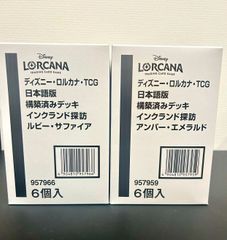 Disney
LORCANA
TRADING CARD GAME
ディズニー・ロルカナ・TCG
日本語版
構築済みデッキ
インクランド探訪
ルビー・サファイア
957966
6個入
Disney
LORCANA
TRADING CARD GAME
ディズニー・ロルカナ・TCG
日本語版
構築済みデッキ
インクランド探訪
アンバー・エメラルド
957959
6個入